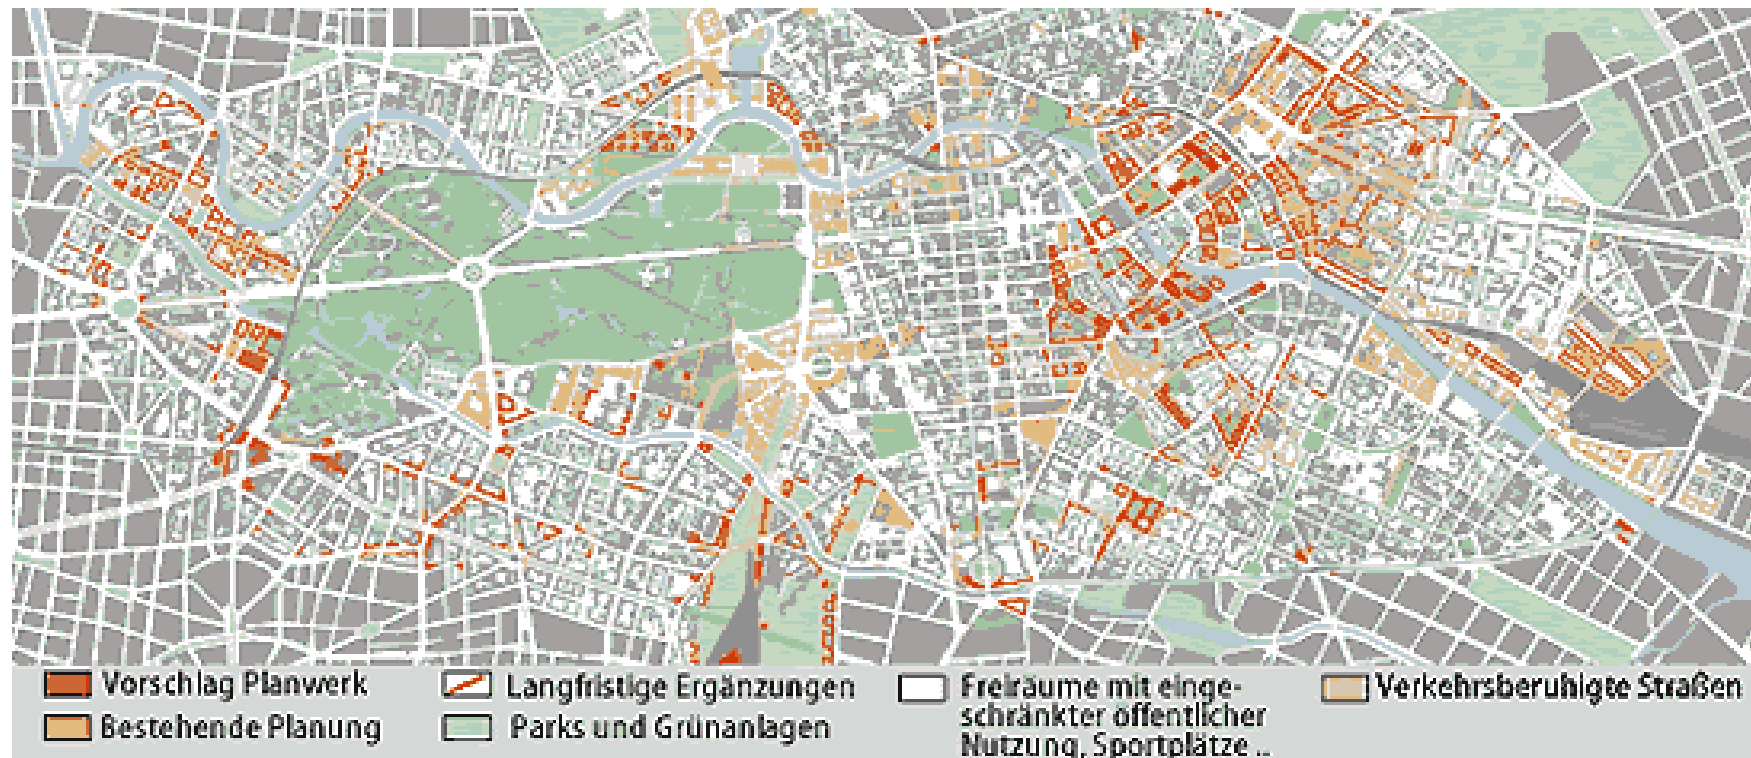 Vorschlag Planwerk
Bestehende Planung
Langfristige Ergänzungen
Parks und Grünanlagen
Freiräume mit einge-
schränkter öffentlicher
Nutzung, Sportplätze ..
Verkehrsberuhigte Straßen